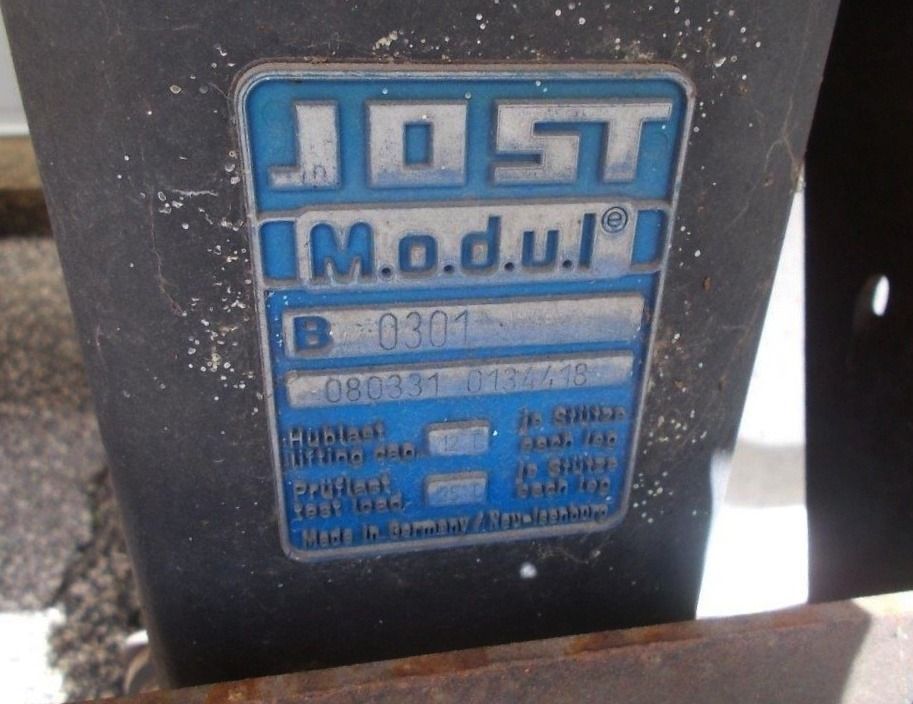 JOST
M.o.d.u.l®
B 0301
080331 0134418
Hublast je Stütze
lifting cap. 12 t each leg
Prüflast je Stütze
test load each leg
Made in Germany/Neu-Isenburg